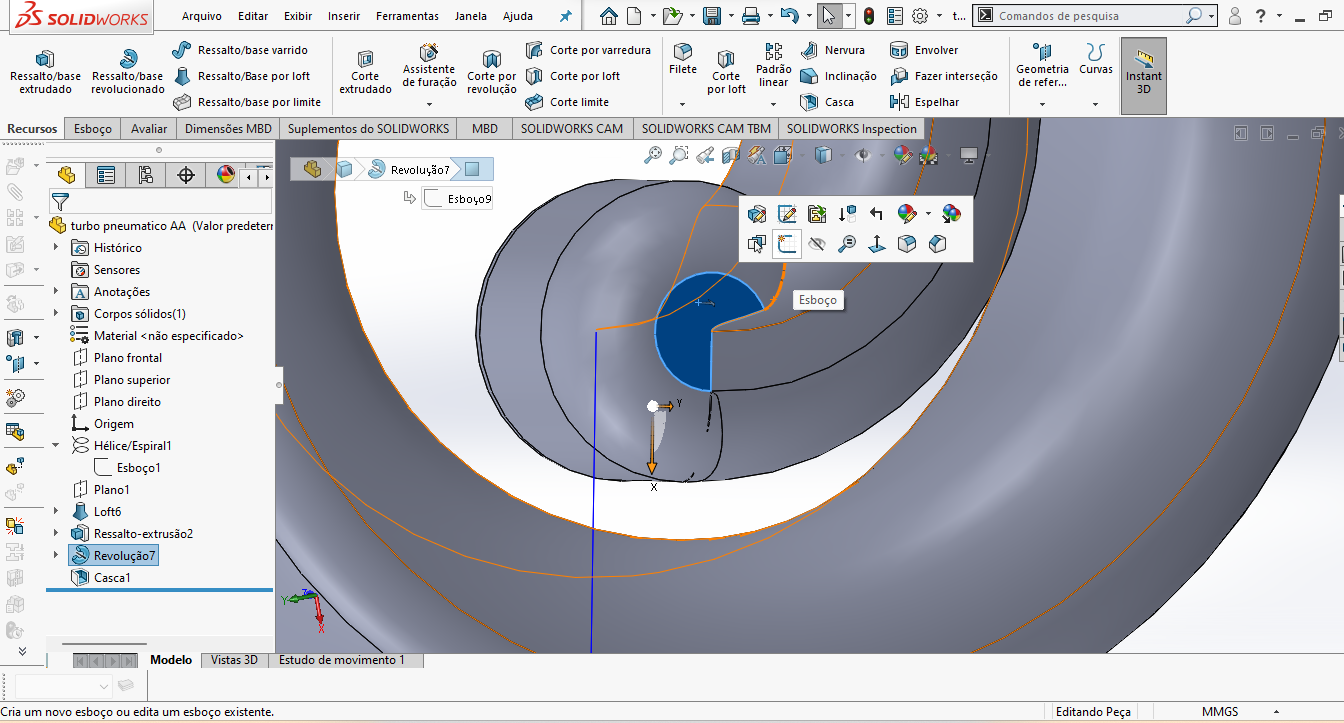 SOLIDWORKS
Arquivo Editar Exibir Inserir Ferramentas Janela Ajuda
t...
Comandos de pesquisa
?
Ressalto/base extrudado
Ressalto/base revolucionado
Ressalto/base varrido
Ressalto/Base por loft
Ressalto/base por limite
Corte extrudado
Assistente de furação
Corte por revolução
Corte por varredura
Corte por loft
Corte limite
Filete
Corte por loft
Padrão linear
Nervura
Inclinação
Casca
Envolver
Fazer interseção
Espelhar
Geometria de refer...
Curvas
Instant 3D
Recursos Esboço Avaliar Dimensões MBD Suplementos do SOLIDWORKS MBD SOLIDWORKS CAM SOLIDWORKS CAM TBM SOLIDWORKS Inspection
Revolução7
Esboço9
turbo pneumatico AA (Valor predeterr
Histórico
Sensores
Anotações
Corpos sólidos(1)
Material <não especificado>
Plano frontal
Plano superior
Plano direito
Origem
Hélice/Espiral1
Esboço1
Plano1
Loft6
Ressalto-extrusão2
Revolução7
Casca1
Esboço
Y
X
Y
Z
X
Modelo Vistas 3D Estudo de movimento 1
Cria um novo esboço ou edita um esboço existente.
Editando Peça
MMGS